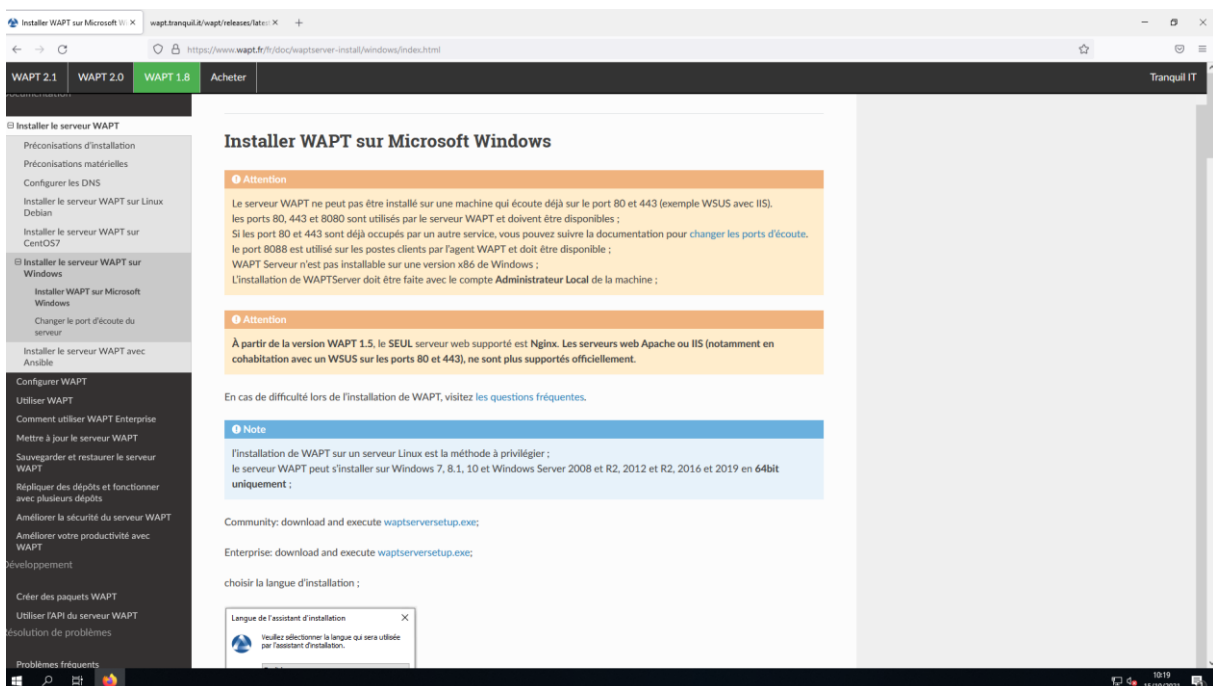 Installer WAPT sur Microsoft Wi
wapt.tranquil.it/wapt/releases/lates
https://www.wapt.fr/fr/doc/waptserver-install/windows/index.html
WAPT 2.1
WAPT 2.0
WAPT 1.8
Acheter
Tranquil IT
Documentation
Installer le serveur WAPT
Préconisations d'installation
Préconisations matérielles
Configurer les DNS
Installer le serveur WAPT sur Linux
Debian
Installer le serveur WAPT sur
CentOS7
Installer le serveur WAPT sur
Windows
Installer WAPT sur Microsoft
Windows
Changer le port d'écoute du
serveur
Installer le serveur WAPT avec
Ansible
Configurer WAPT
Utiliser WAPT
Comment utiliser WAPT Enterprise
Mettre à jour le serveur WAPT
Sauvegarder et restaurer le serveur
WAPT
Répliquer des dépôts et fonctionner
avec plusieurs dépôts
Améliorer la sécurité du serveur WAPT
Améliorer votre productivité avec
WAPT
Développement
Créer des paquets WAPT
Utiliser l'API du serveur WAPT
Résolution de problèmes
Problèmes fréquents
Installer WAPT sur Microsoft Windows
Attention
Le serveur WAPT ne peut pas être installé sur une machine qui écoute déjà sur le port 80 et 443 (exemple WSUS avec IIS).
les ports 80, 443 et 8080 sont utilisés par le serveur WAPT et doivent être disponibles ;
Si les port 80 et 443 sont déjà occupés par un autre service, vous pouvez suivre la documentation pour changer les ports d'écoute.
le port 8088 est utilisé sur les postes clients par l'agent WAPT et doit être disponible ;
WAPT Serveur n'est pas installable sur une version x86 de Windows ;
L'installation de WAPTServer doit être faite avec le compte Administrateur Local de la machine ;
Attention
À partir de la version WAPT 1.5, le SEUL serveur web supporté est Nginx. Les serveurs web Apache ou IIS (notamment en
cohabitation avec un WSUS sur les ports 80 et 443), ne sont plus supportés officiellement.
En cas de difficulté lors de l'installation de WAPT, visitez les questions fréquentes.
Note
l'installation de WAPT sur un serveur Linux est la méthode à privilégier ;
le serveur WAPT peut s'installer sur Windows 7, 8.1, 10 et Windows Server 2008 et R2, 2012 et R2, 2016 et 2019 en 64bit
uniquement ;
Community: download and execute waptserversetup.exe;
Enterprise: download and execute waptserversetup.exe;
choisir la langue d'installation ;
Langue de l'assistant d'installation
Veuillez sélectionner la langue qui sera utilisée
par l'assistant d'installation.
10:19
15/10/2021